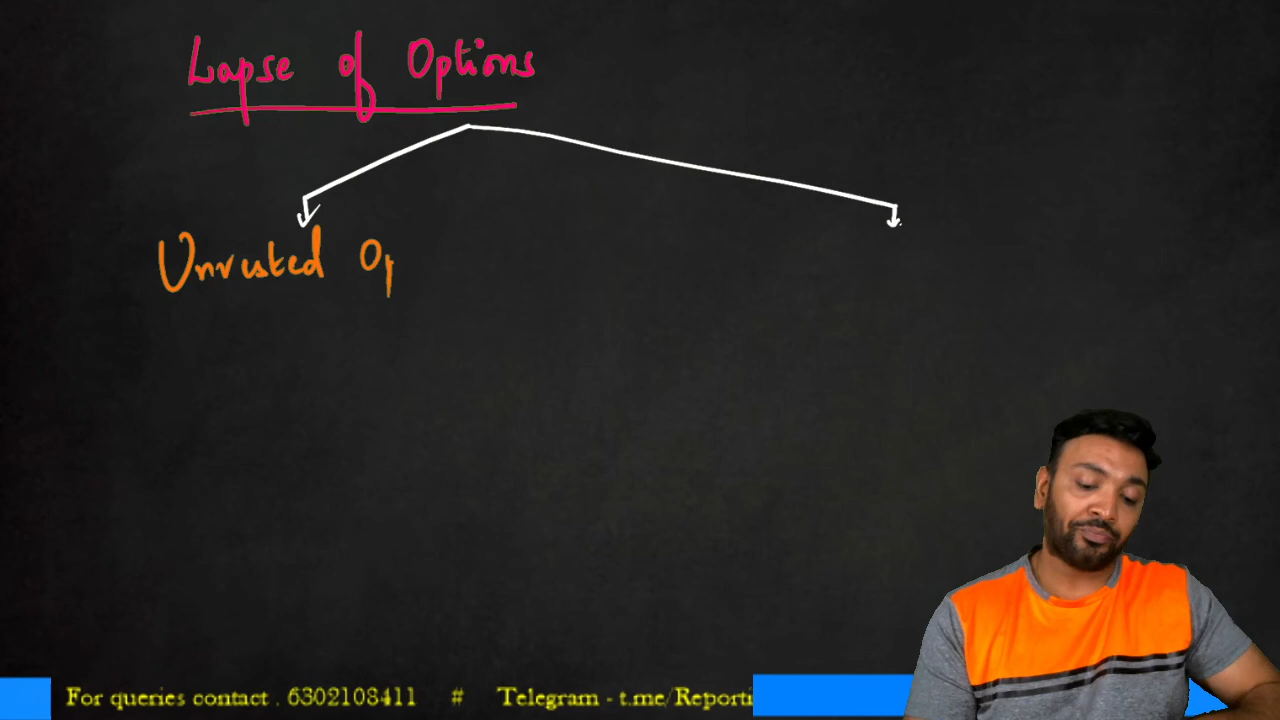 Lapse of Options
Unvested Op
For queries contact . 6302108411 # Telegram - t.me/Reporti